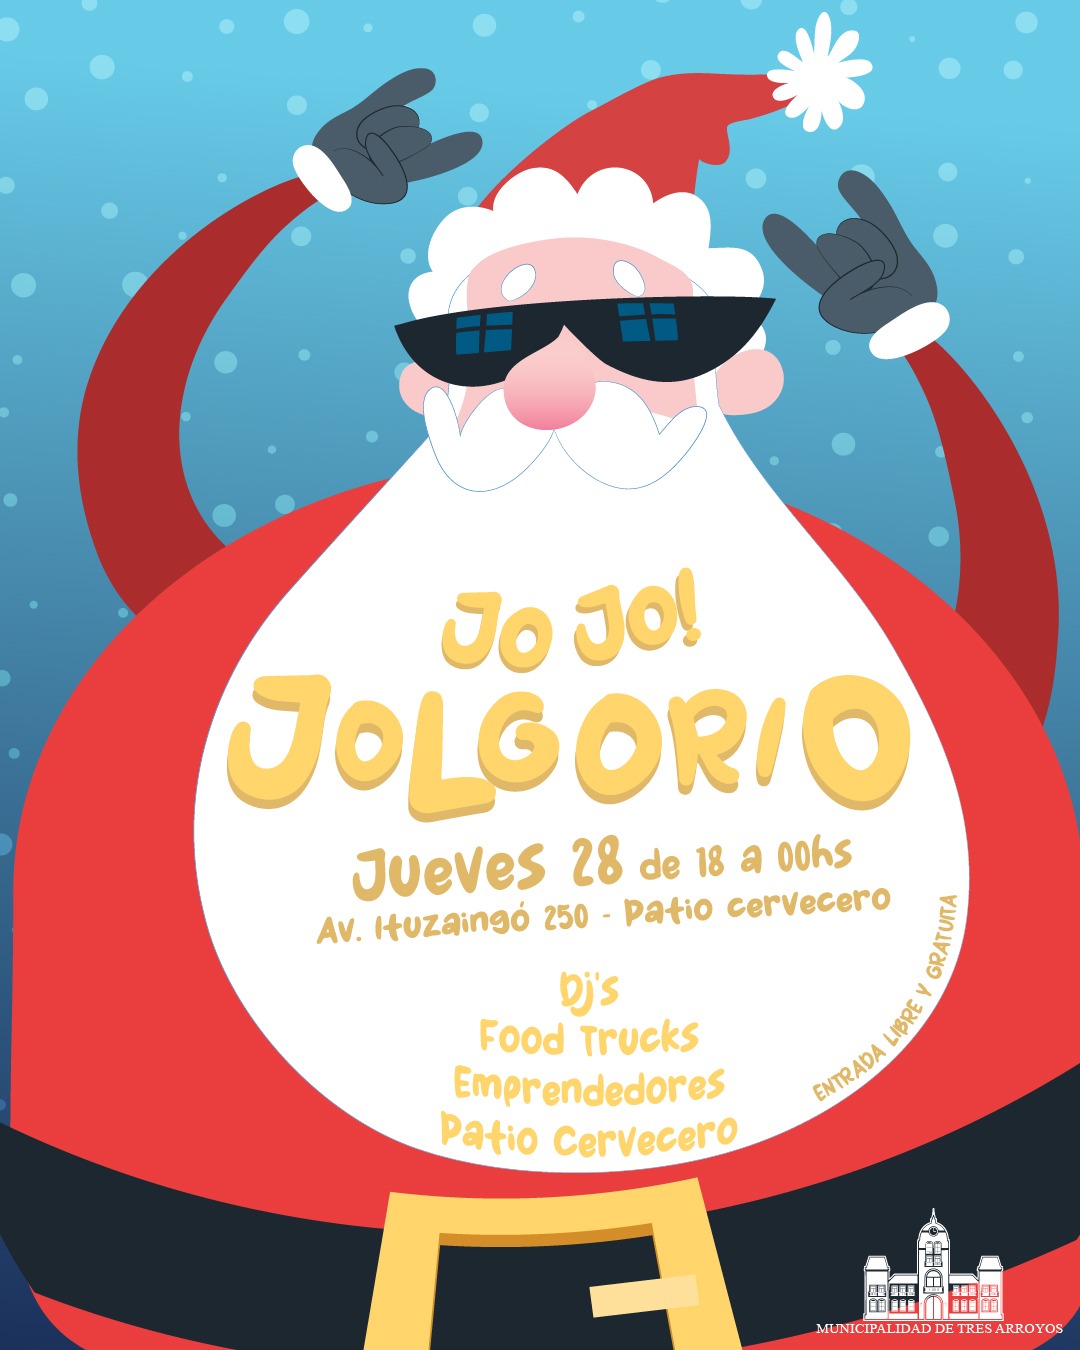 Jo Jo!
JOLGORIO
Jueves 28 de 18 a 00hs
Av. Ituzaingó 250 - Patio cervecero
Dj's
Food Trucks
Emprendedores
Patio Cervecero
ENTRADA LIBRE Y GRATUITA
MUNICIPALIDAD DE TRES ARROYOS